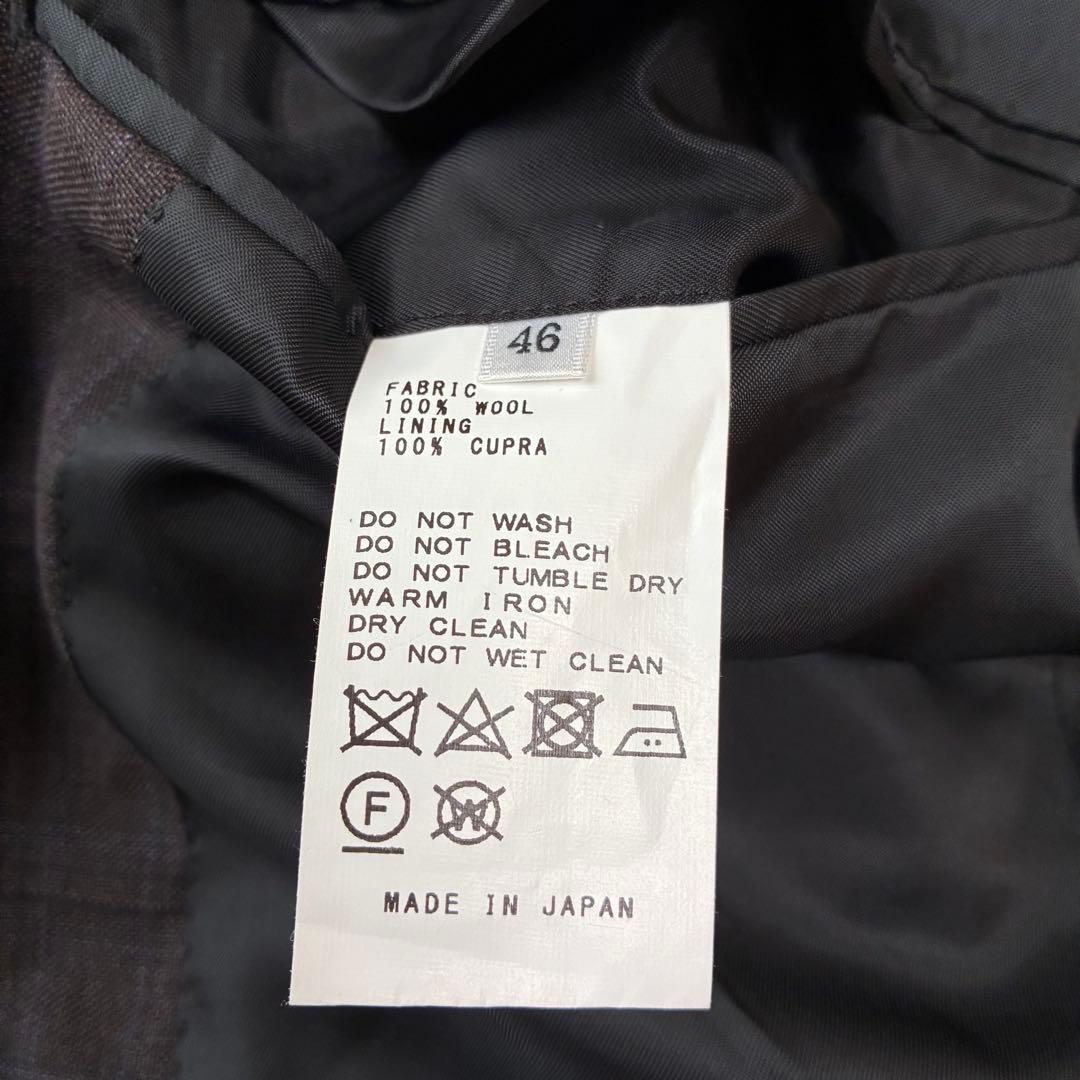 46
FABRIC
100% WOOL
LINING
100% CUPRA
DO NOT WASH
DO NOT BLEACH
DO NOT TUMBLE DRY
WARM IRON
DRY CLEAN
DO NOT WET CLEAN
F W
MADE IN JAPAN